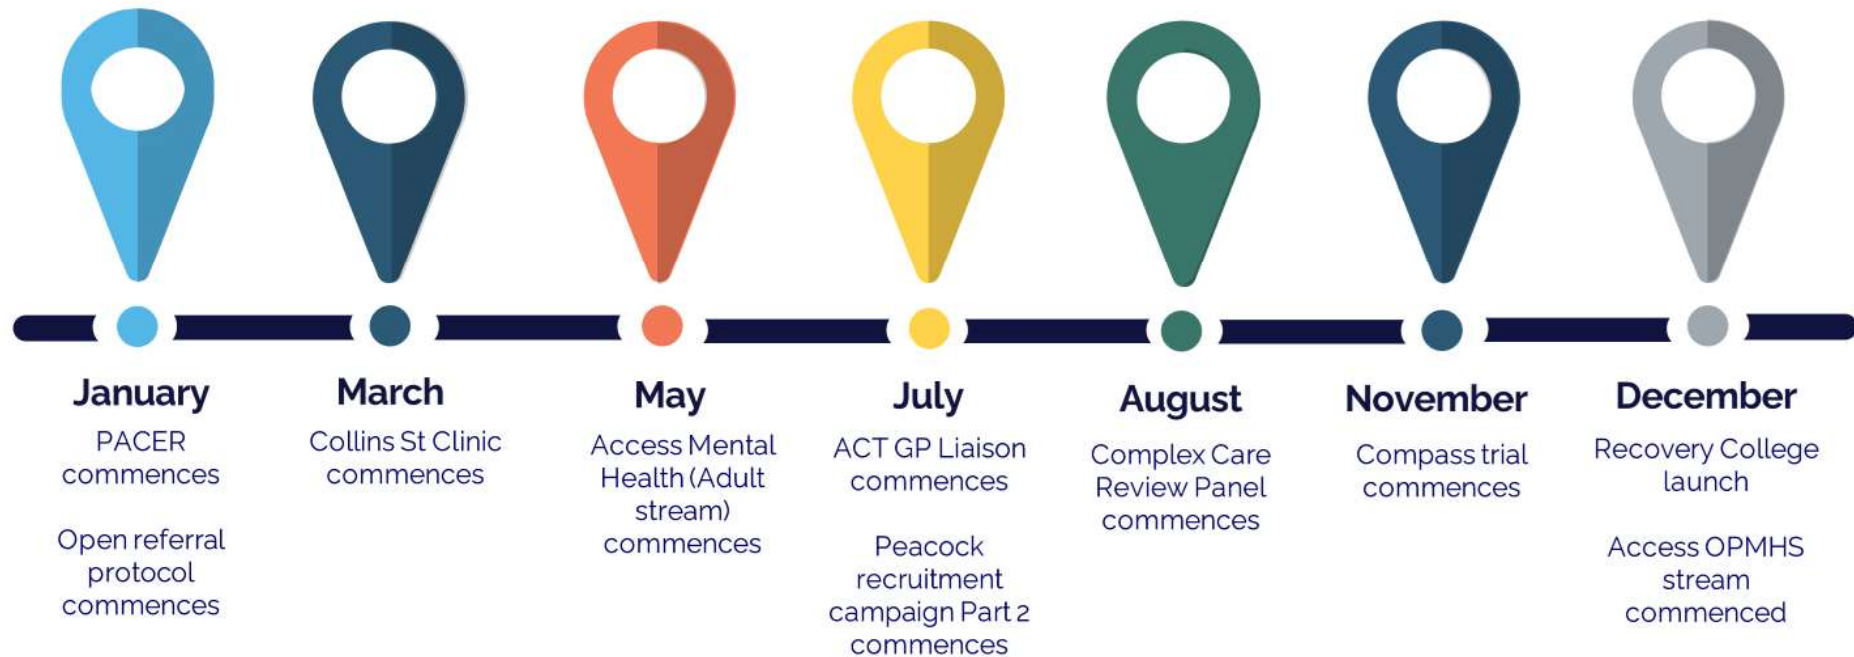 January
PACER
commences
Open referral
protocol
commences
March
Collins St Clinic
commences
May
Access Mental
Health (Adult
stream)
commences
July
ACT GP Liaison
commences
Peacock
recruitment
campaign Part 2
commences
August
Complex Care
Review Panel
commences
November
Compass trial
commences
December
Recovery College
launch
Access OPMHS
stream
commenced